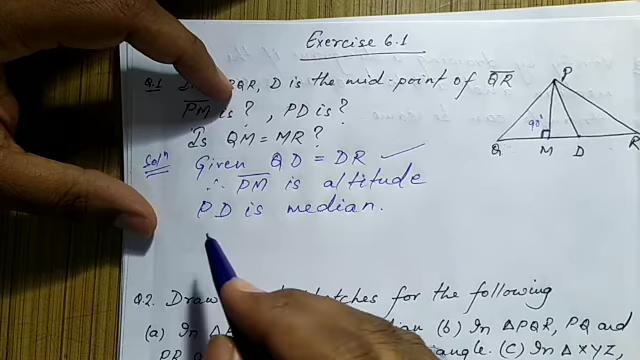 Exercise 6.1
Q.1 In PQR, D is the mid-point of QR
PM is? , PD is?
Is QM = MR?
Solⁿ Given QD = DR ✓
∴ PM is altitude
PD is median.
P
90°
Q M D R
Q.2. Draw sketches for the following
(a) In (b) In ΔPQR, PQ and
PR (c) In ΔXYZ,